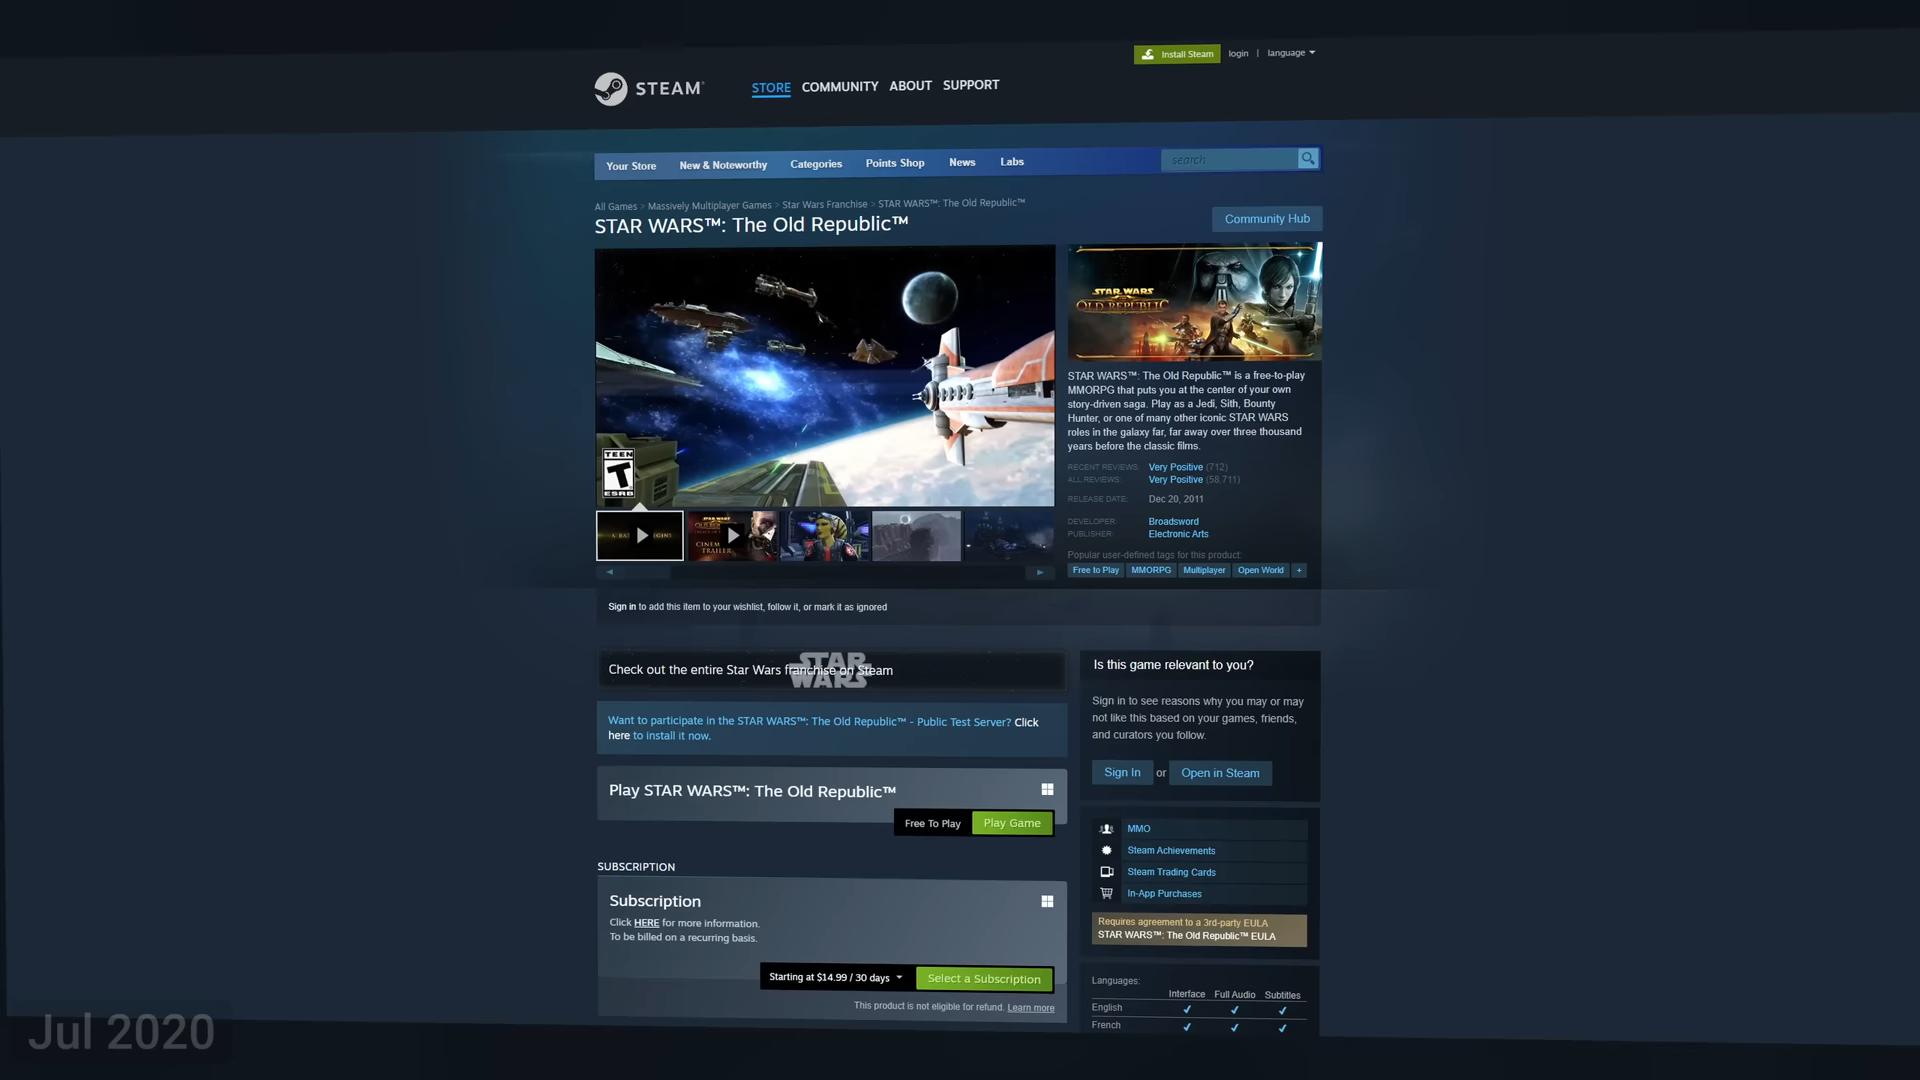 Install Steam login | language
STEAM® STORE COMMUNITY ABOUT SUPPORT
Your Store New & Noteworthy Categories Points Shop News Labs search
All Games > Massively Multiplayer Games > Star Wars Franchise > STAR WARS™: The Old Republic™
STAR WARS™: The Old Republic™
Community Hub
TEEN
T
ESRB
STAR WARS
THE
OLD REPUBLIC
STAR WARS™: The Old Republic™ is a free-to-play
MMORPG that puts you at the center of your own
story-driven saga. Play as a Jedi, Sith, Bounty
Hunter, or one of many other iconic STAR WARS
roles in the galaxy far, far away over three thousand
years before the classic films.
RECENT REVIEWS: Very Positive (712)
ALL REVIEWS: Very Positive (58,711)
RELEASE DATE: Dec 20, 2011
DEVELOPER: Broadsword
PUBLISHER: Electronic Arts
Popular user-defined tags for this product:
Free to Play MMORPG Multiplayer Open World +
Sign in to add this item to your wishlist, follow it, or mark it as ignored
Check out the entire Star Wars franchise on Steam
STAR
WARS
Want to participate in the STAR WARS™: The Old Republic™ - Public Test Server? Click
here to install it now.
Play STAR WARS™: The Old Republic™
Free To Play Play Game
SUBSCRIPTION
Subscription
Click HERE for more information.
To be billed on a recurring basis.
Starting at $14.99 / 30 days Select a Subscription
This product is not eligible for refund. Learn more
Is this game relevant to you?
Sign in to see reasons why you may or may
not like this based on your games, friends,
and curators you follow.
Sign In or Open in Steam
MMO
Steam Achievements
Steam Trading Cards
In-App Purchases
Requires agreement to a 3rd-party EULA
STAR WARS™: The Old Republic™ EULA
Languages:
Interface Full Audio Subtitles
English ✔ ✔ ✔
French ✔ ✔ ✔
Jul 2020